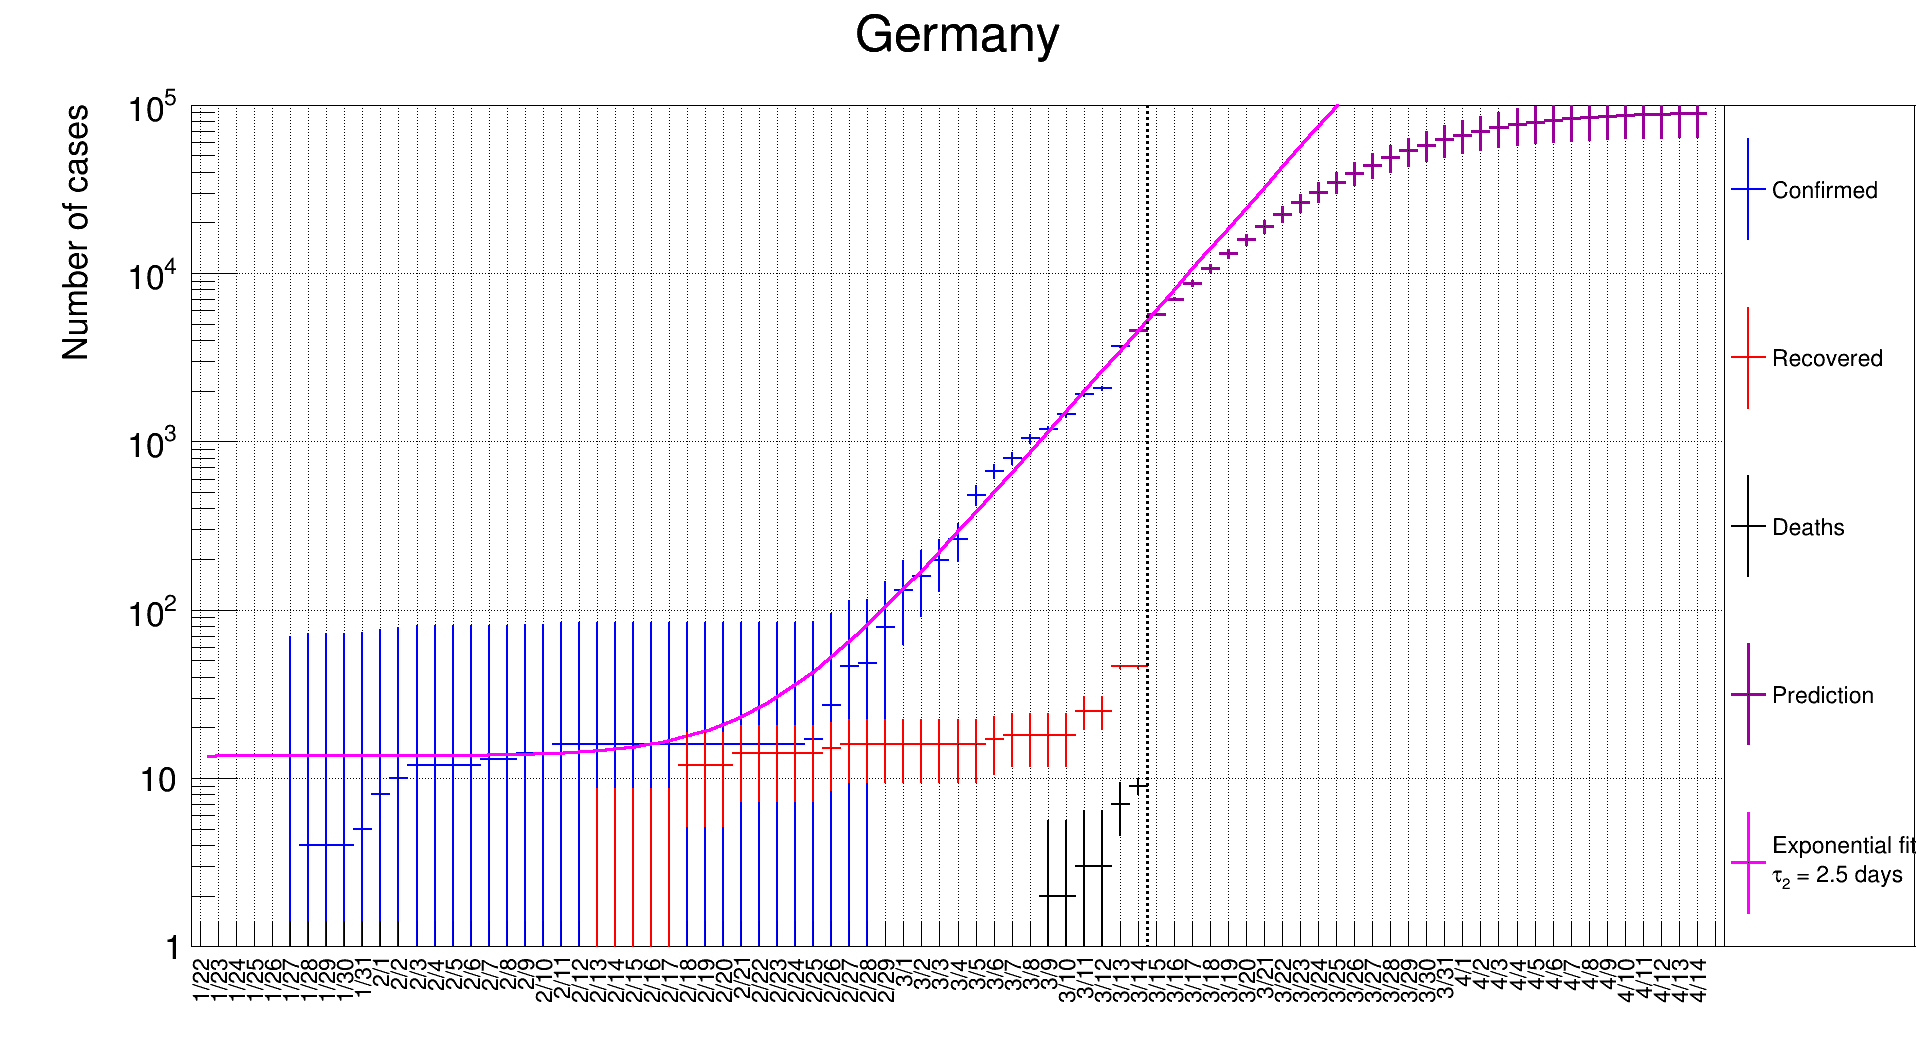 Germany
Number of cases
10^5
10^4
10^3
10^2
10
1
1/22 1/23 1/24 1/25 1/26 1/27 1/28 1/29 1/30 1/31 2/1 2/2 2/3 2/4 2/5 2/6 2/7 2/8 2/9 2/10 2/11 2/12 2/13 2/14 2/15 2/16 2/17 2/18 2/19 2/20 2/21 2/22 2/23 2/24 2/25 2/26 2/27 2/28 2/29 3/1 3/2 3/3 3/4 3/5 3/6 3/7 3/8 3/9 3/10 3/11 3/12 3/13 3/14 3/15 3/16 3/17 3/18 3/19 3/20 3/21 3/22 3/23 3/24 3/25 3/26 3/27 3/28 3/29 3/30 3/31 4/1 4/2 4/3 4/4 4/5 4/6 4/7 4/8 4/9 4/10 4/11 4/12 4/13 4/14
Confirmed
Recovered
Deaths
Prediction
Exponential fit
τ_2 = 2.5 days